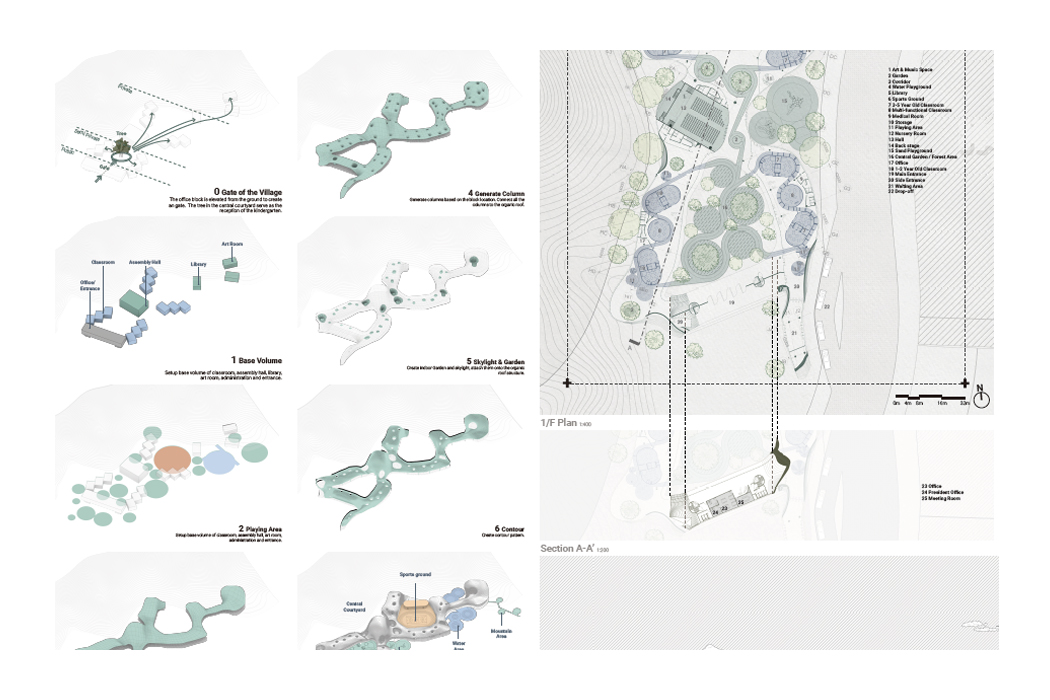 Private
Semi-Private
Public
Tree
Gate
0 Gate of the Village
The office block is elevated from the ground to create
an gate. The tree in the central courtyard serve as the
reception of the kindergarten.
4 Generate Column
Generate columns based on the block location. Connect all the
columns to the organic roof.
Art Room
Classroom
Assembly Hall
Library
Office/
Entrance
1 Base Volume
Setup base volume of classroom, assembly hall, library,
art room, administration and entrance.
5 Skylight & Garden
Create indoor Garden and skylight, attach them onto the organic
roof structure.
2 Playing Area
Setup base volume of classroom, assembly hall, art room,
administration and entrance.
6 Contour
Create contour pattern.
Sports ground
Central
Courtyard
Mountain
Area
Water
Area
1 Art & Music Space
2 Garden
3 Corridor
4 Water Playground
5 Library
6 Sports Ground
7 3-5 Year Old Classroom
8 Multi-functional Classroom
9 Medical Room
10 Storage
11 Playing Area
12 Nursery Room
13 Hall
14 Back stage
15 Sand Playground
16 Central Garden / Forest Area
17 Office
18 1-2 Year Old Classroom
19 Main Entrance
20 Side Entrance
21 Waiting Area
22 Drop-off
A
N
0m 4m 8m 16m 32m
1/F Plan 1:400
23 Office
24 President Office
25 Meeting Room
24 23 25
Section A-A' 1:200